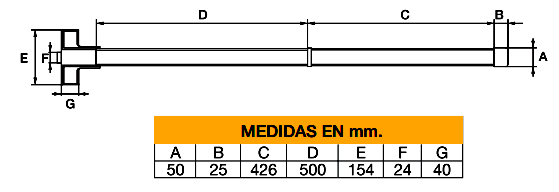 D C B
E F A
G
MEDIDAS EN mm.
A B C D E F G
50 25 426 500 154 24 40